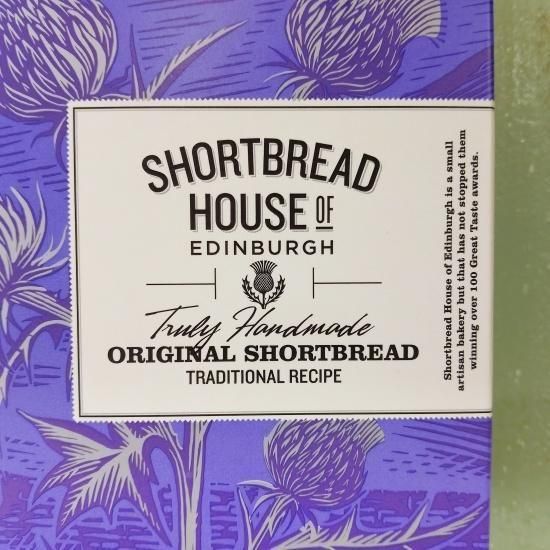 SHORTBREAD
HOUSE OF
EDINBURGH
Truly Handmade
ORIGINAL SHORTBREAD
TRADITIONAL RECIPE
Shortbread House of Edinburgh is a small
artisan bakery but that has not stopped them
winning over 100 Great Taste awards.